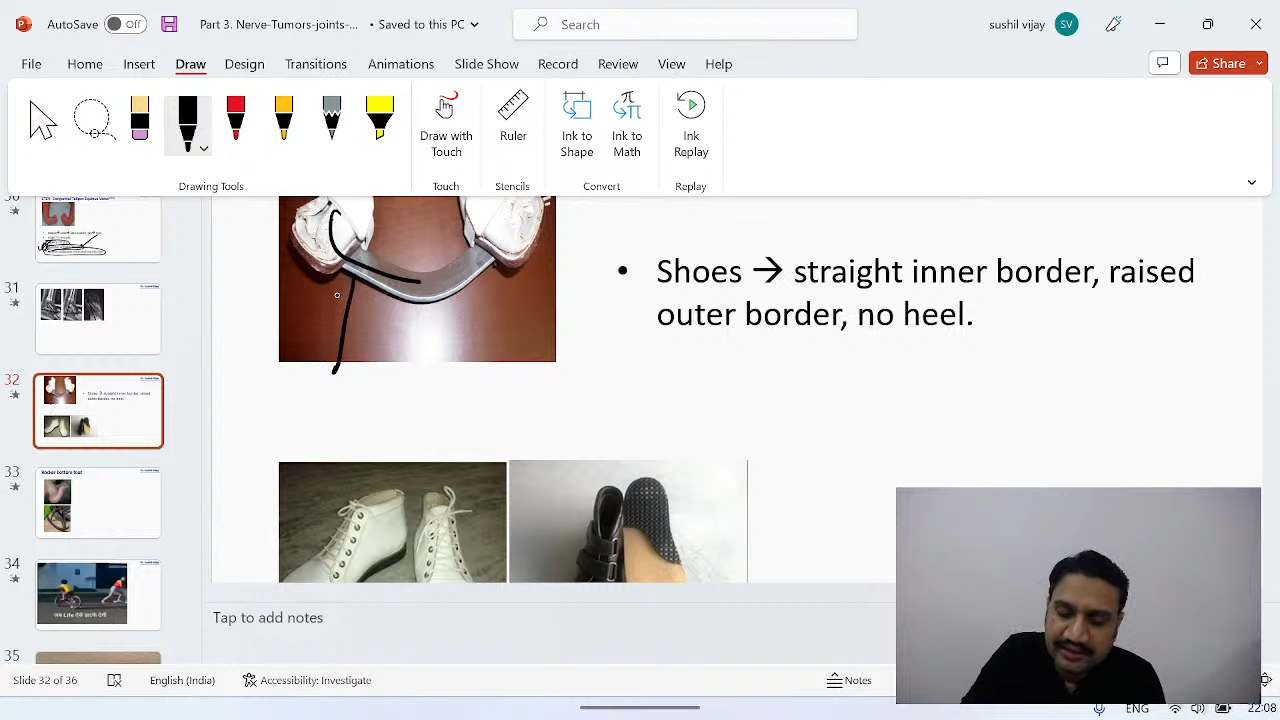 AutoSave
Off
Part 3. Nerve-Tumors-joints-... • Saved to this PC
Search
sushil vijay
SV
File
Home
Insert
Draw
Design
Transitions
Animations
Slide Show
Record
Review
View
Help
Share
Draw with
Touch
Ruler
Ink to
Shape
Ink to
Math
Ink
Replay
Drawing Tools
Touch
Stencils
Convert
Replay
31
32
33
Rocker bottom foot
34
35
• Shoes → straight inner border, raised
outer border, no heel.
Tap to add notes
Slide 32 of 36
English (India)
Accessibility: Investigate
Notes
ENG
22:08